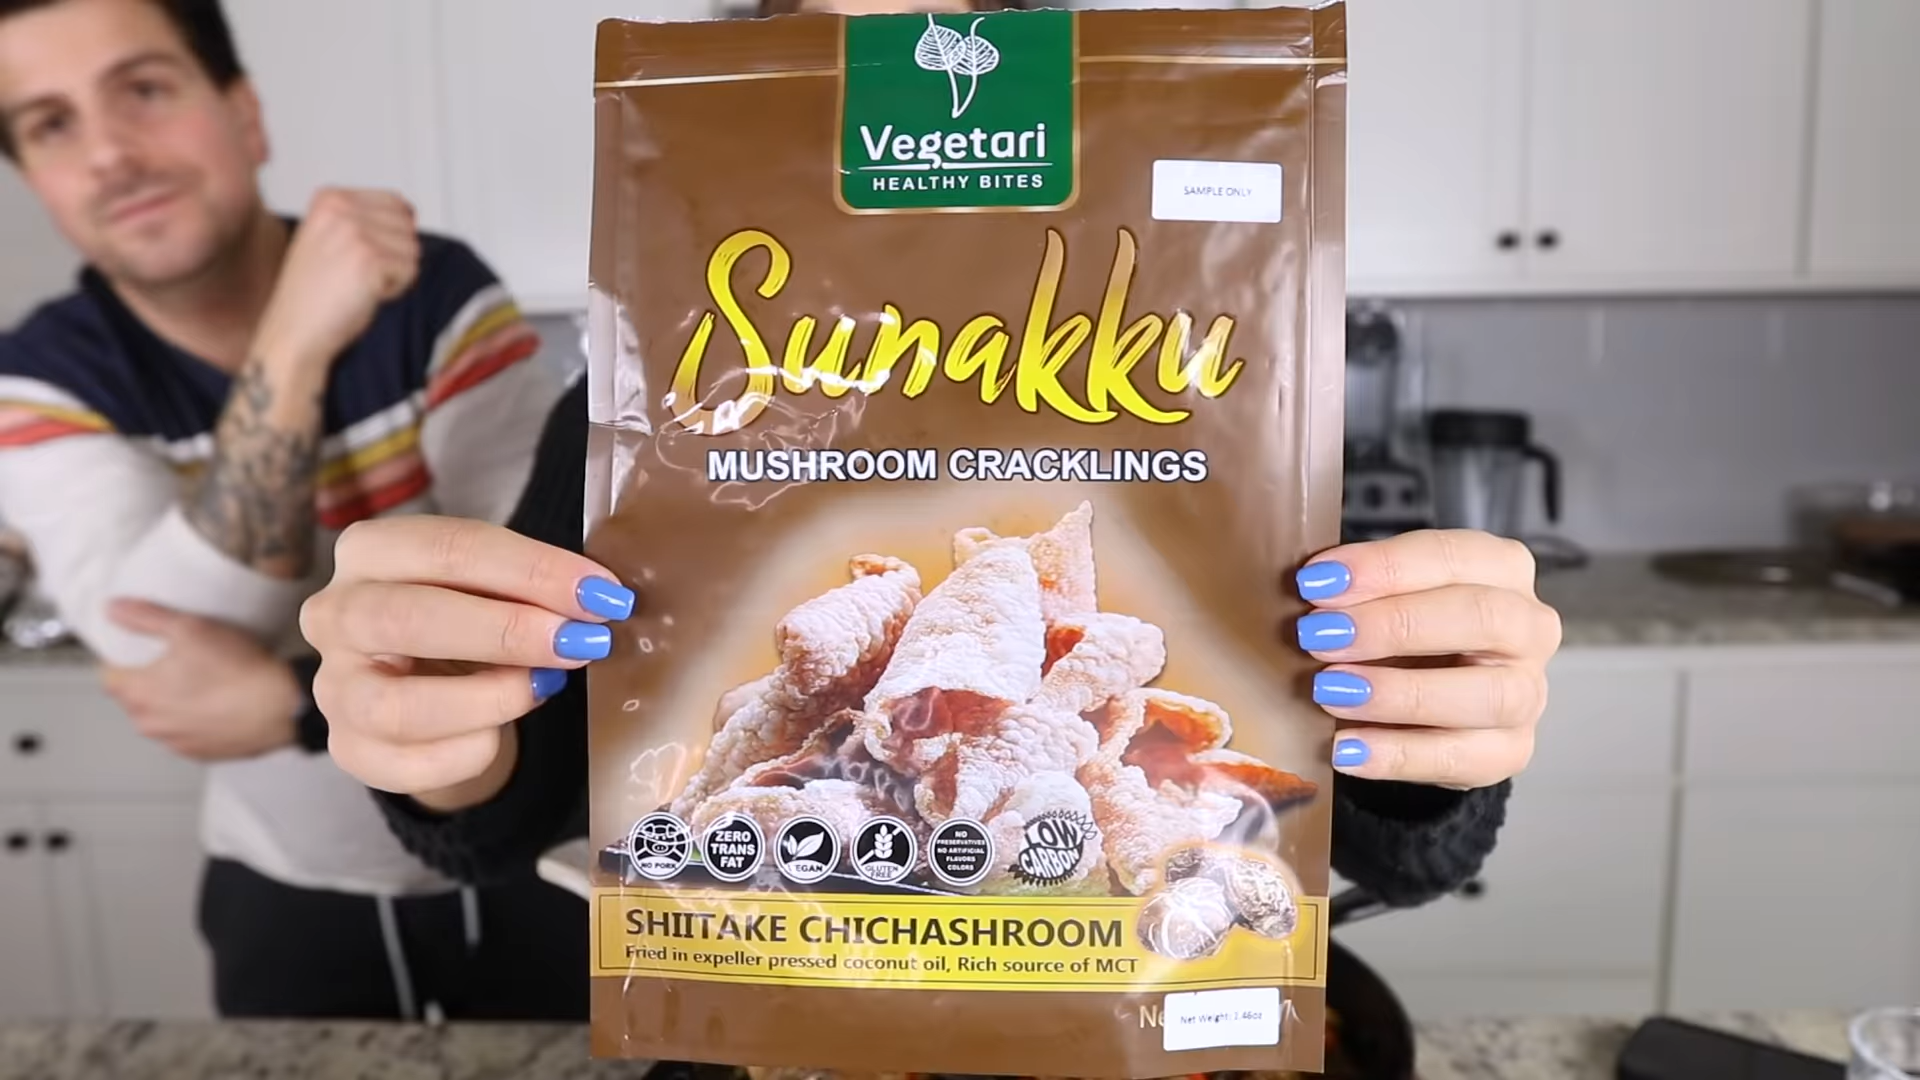 Vegetari
HEALTHY BITES
SAMPLE ONLY
Sunakku
MUSHROOM CRACKLINGS
NO PORK
ZERO
TRANS
FAT
VEGAN
GLUTEN
FREE
NO
PRESERVATIVES
NO ARTIFICIAL
FLAVORS
COLORS
LOW
CARBON
SHIITAKE CHICHASHROOM
Fried in expeller pressed coconut oil, Rich source of MCT
Ne
Net Weight: 1.46oz